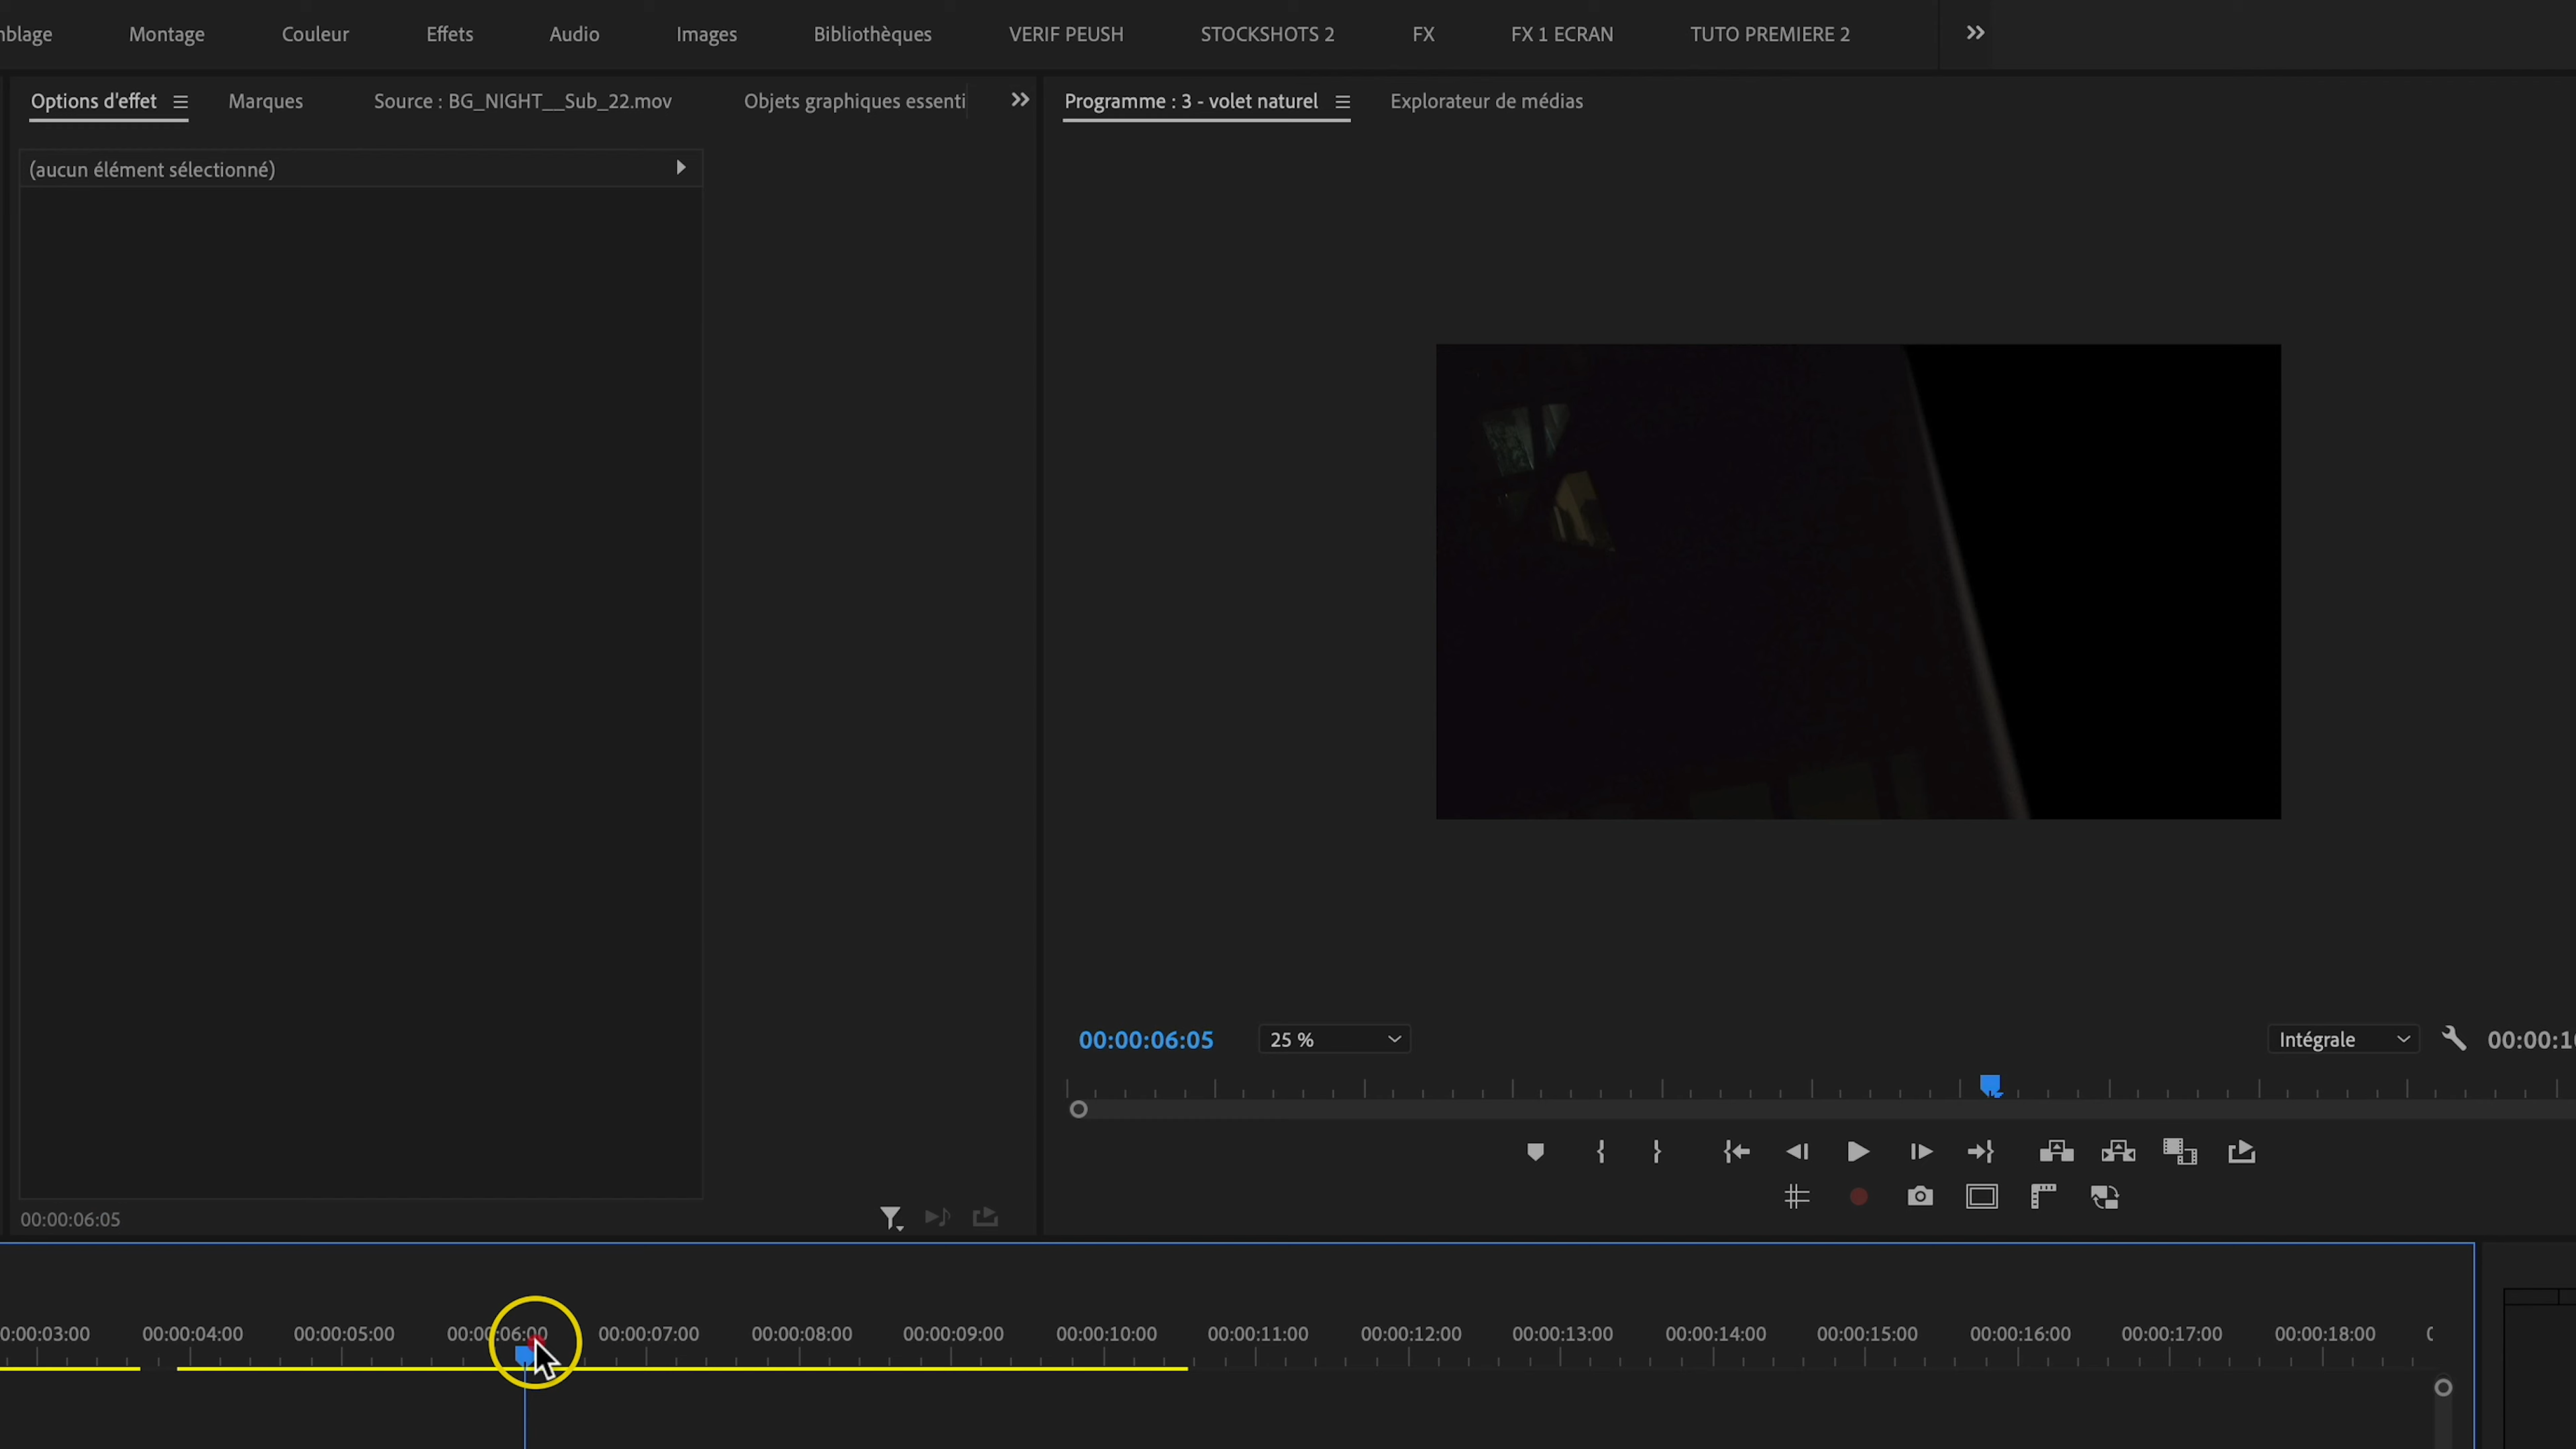 nblage Montage Couleur Effets Audio Images Bibliothèques VERIF PEUSH STOCKSHOTS 2 FX FX 1 ECRAN TUTO PREMIERE 2
Options d'effet Marques Source : BG_NIGHT__Sub_22.mov Objets graphiques essenti
Programme : 3 - volet naturel Explorateur de médias
(aucun élément sélectionné)
00:00:06:05 25 % Intégrale 00:00:1
00:00:06:05
0:00:03:00 00:00:04:00 00:00:05:00 00:00:06:00 00:00:07:00 00:00:08:00 00:00:09:00 00:00:10:00 00:00:11:00 00:00:12:00 00:00:13:00 00:00:14:00 00:00:15:00 00:00:16:00 00:00:17:00 00:00:18:00